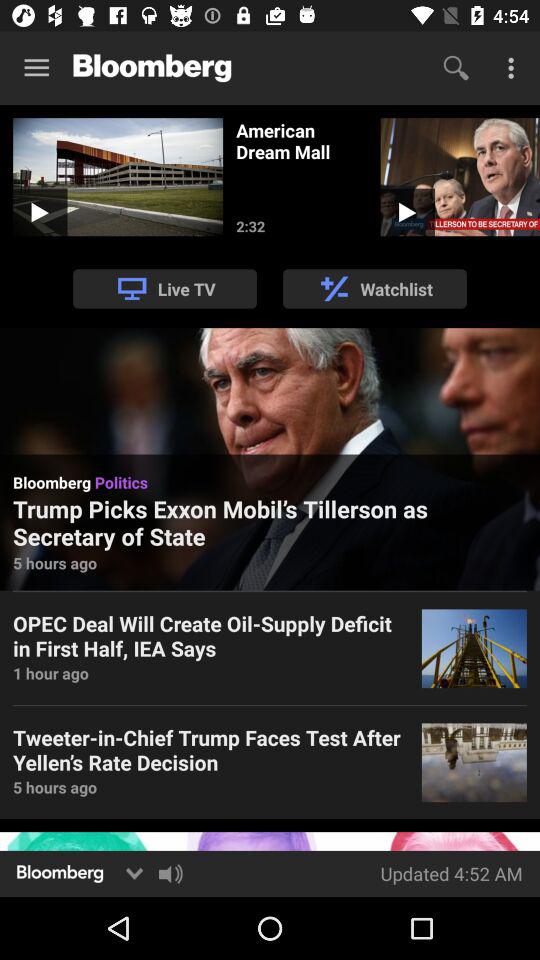 4:54
Bloomberg
American
Dream Mall
2:32
Bloomberg
TILLERSON TO BE SECRETARY OF
Live TV
Watchlist
Bloomberg Politics
Trump Picks Exxon Mobil's Tillerson as
Secretary of State
5 hours ago
OPEC Deal Will Create Oil-Supply Deficit
in First Half, IEA Says
1 hour ago
Tweeter-in-Chief Trump Faces Test After
Yellen's Rate Decision
5 hours ago
Bloomberg
Updated 4:52 AM